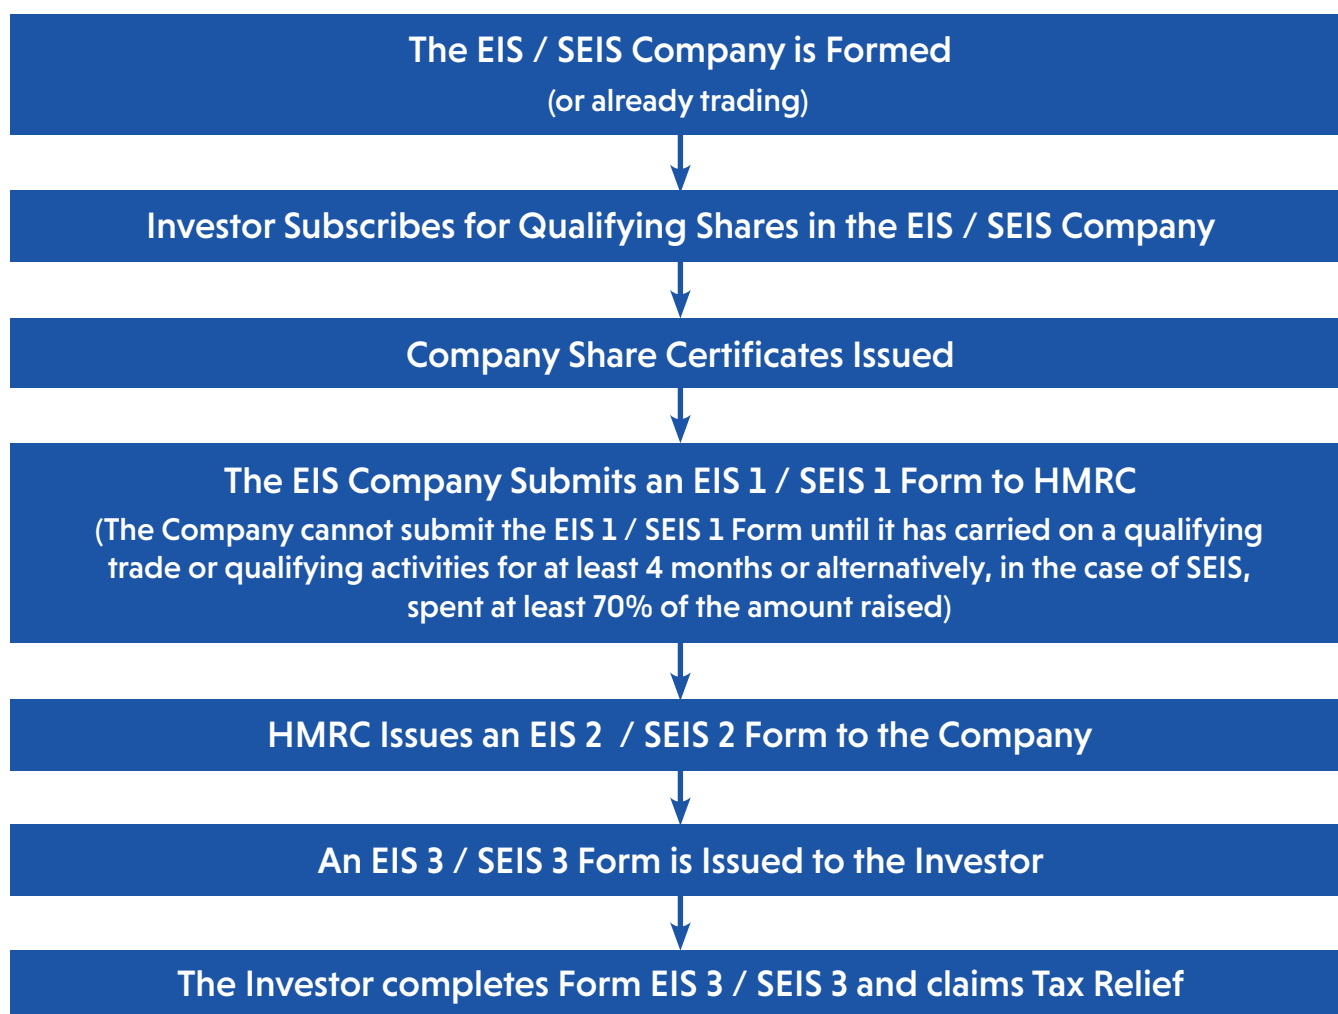 The EIS / SEIS Company is Formed
(or already trading)
Investor Subscribes for Qualifying Shares in the EIS / SEIS Company
Company Share Certificates Issued
The EIS Company Submits an EIS 1 / SEIS 1 Form to HMRC
(The Company cannot submit the EIS 1 / SEIS 1 Form until it has carried on a qualifying
trade or qualifying activities for at least 4 months or alternatively, in the case of SEIS,
spent at least 70% of the amount raised)
HMRC Issues an EIS 2 / SEIS 2 Form to the Company
An EIS 3 / SEIS 3 Form is Issued to the Investor
The Investor completes Form EIS 3 / SEIS 3 and claims Tax Relief